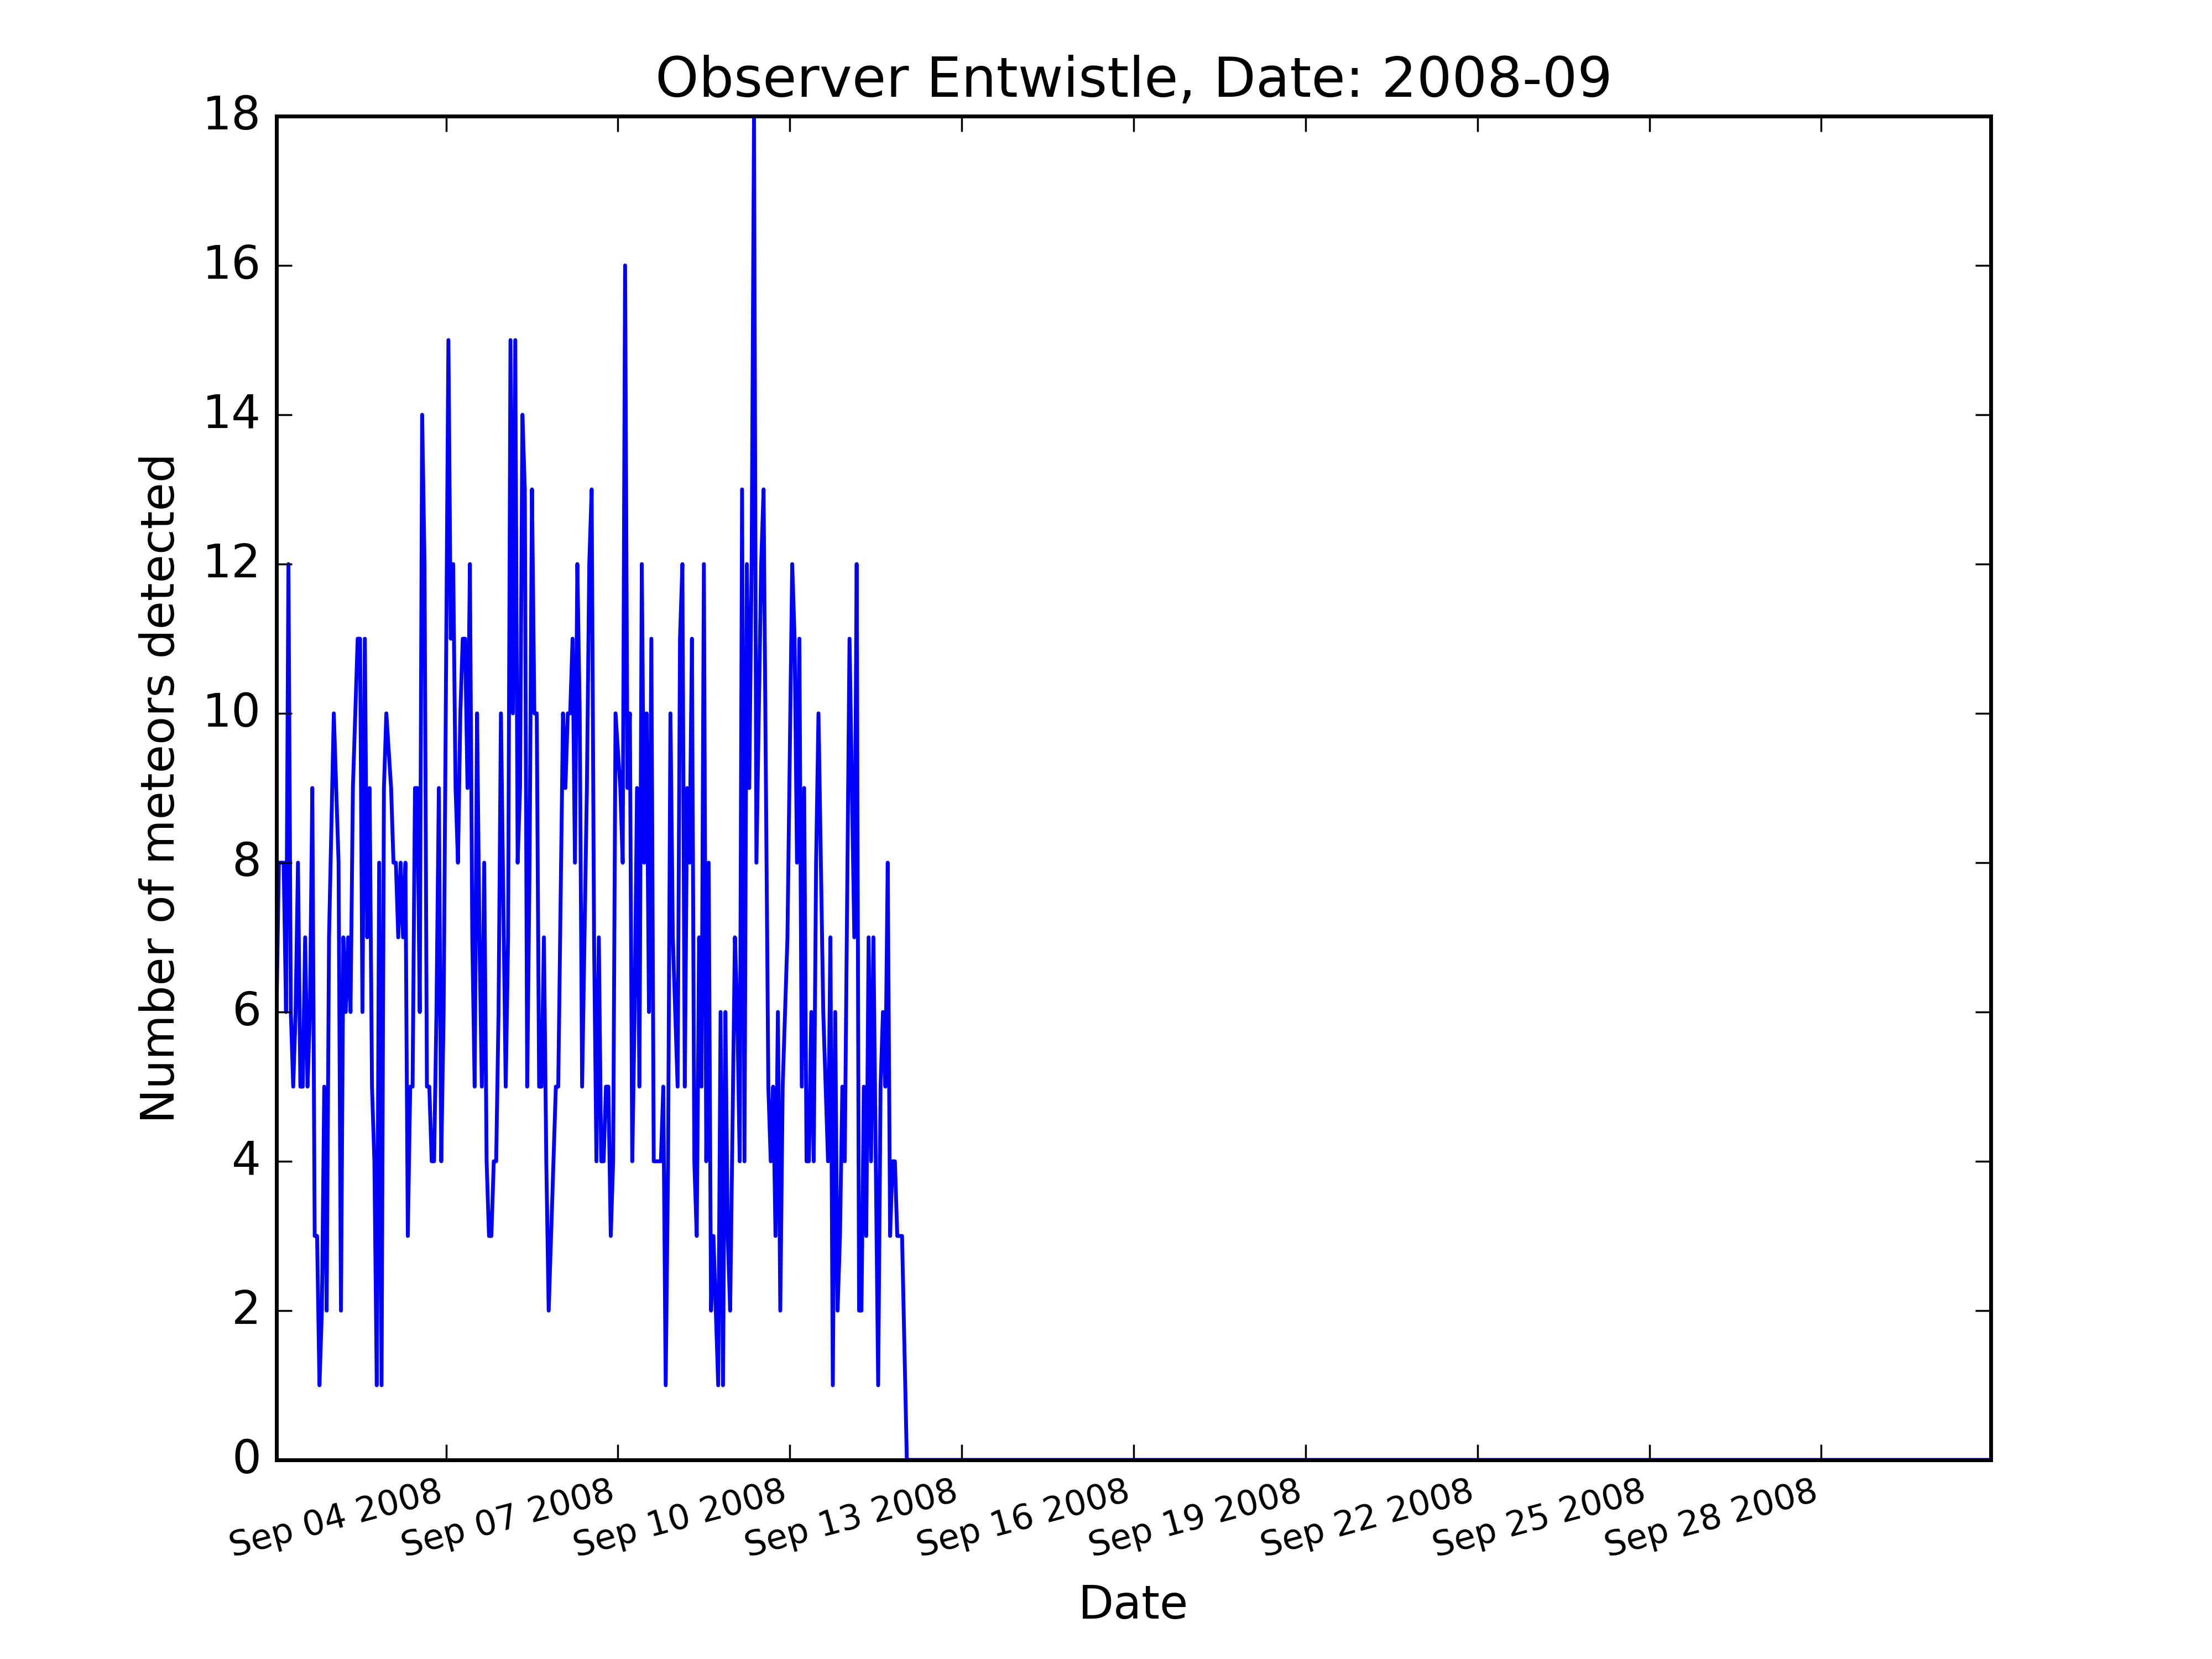 Observer Entwistle, Date: 2008-09
18
16
14
12
10
8
6
4
2
0
Number of meteors detected
Sep 04 2008
Sep 07 2008
Sep 10 2008
Sep 13 2008
Sep 16 2008
Sep 19 2008
Sep 22 2008
Sep 25 2008
Sep 28 2008
Date